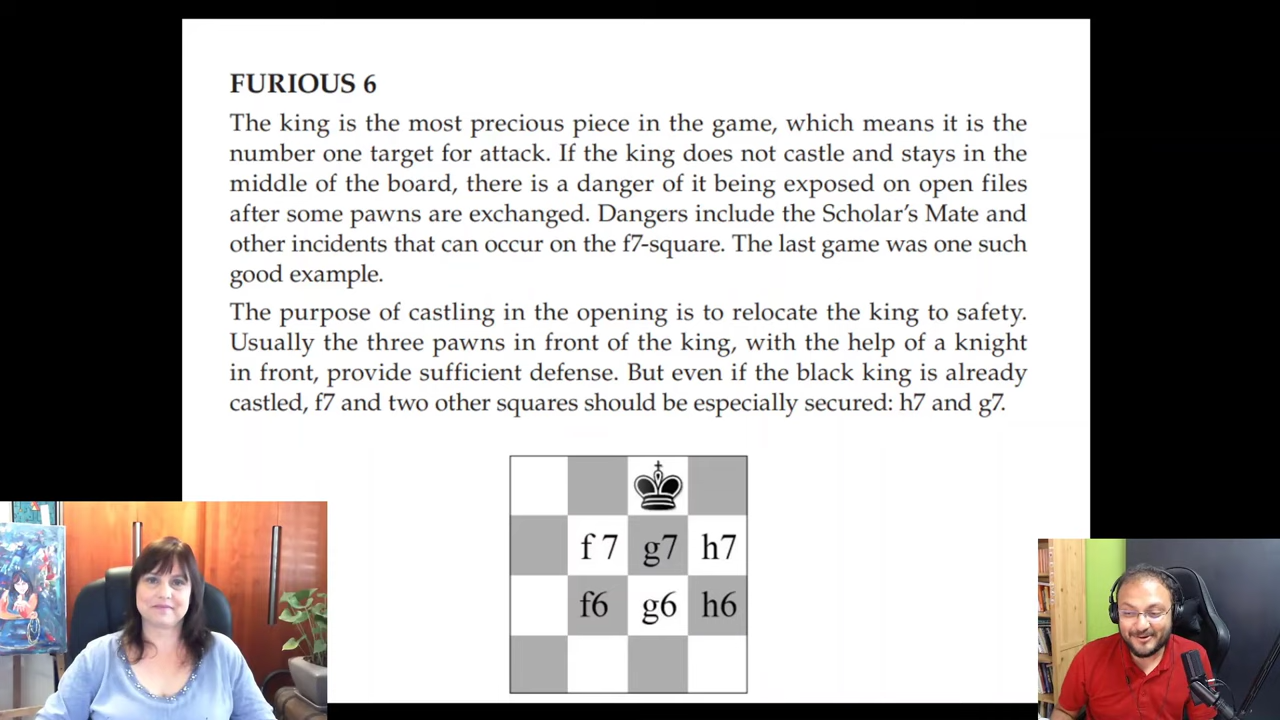 FURIOUS 6
The king is the most precious piece in the game, which means it is the
number one target for attack. If the king does not castle and stays in the
middle of the board, there is a danger of it being exposed on open files
after some pawns are exchanged. Dangers include the Scholar's Mate and
other incidents that can occur on the f7-square. The last game was one such
good example.
The purpose of castling in the opening is to relocate the king to safety.
Usually the three pawns in front of the king, with the help of a knight
in front, provide sufficient defense. But even if the black king is already
castled, f7 and two other squares should be especially secured: h7 and g7.
f 7 g7 h7
f6 g6 h6